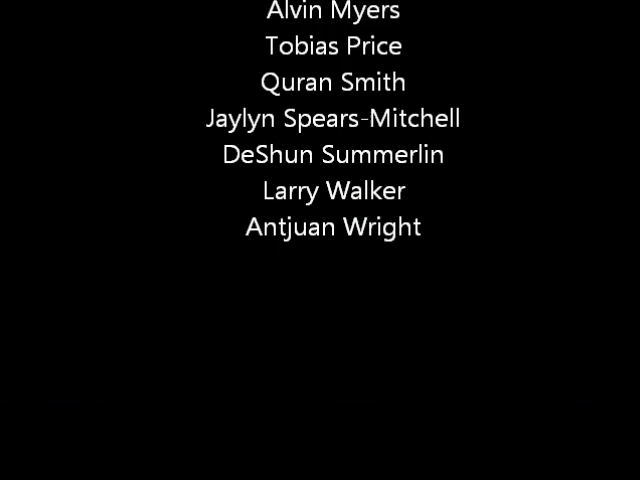 Alvin Myers
Tobias Price
Quran Smith
Jaylyn Spears-Mitchell
DeShun Summerlin
Larry Walker
Antjuan Wright